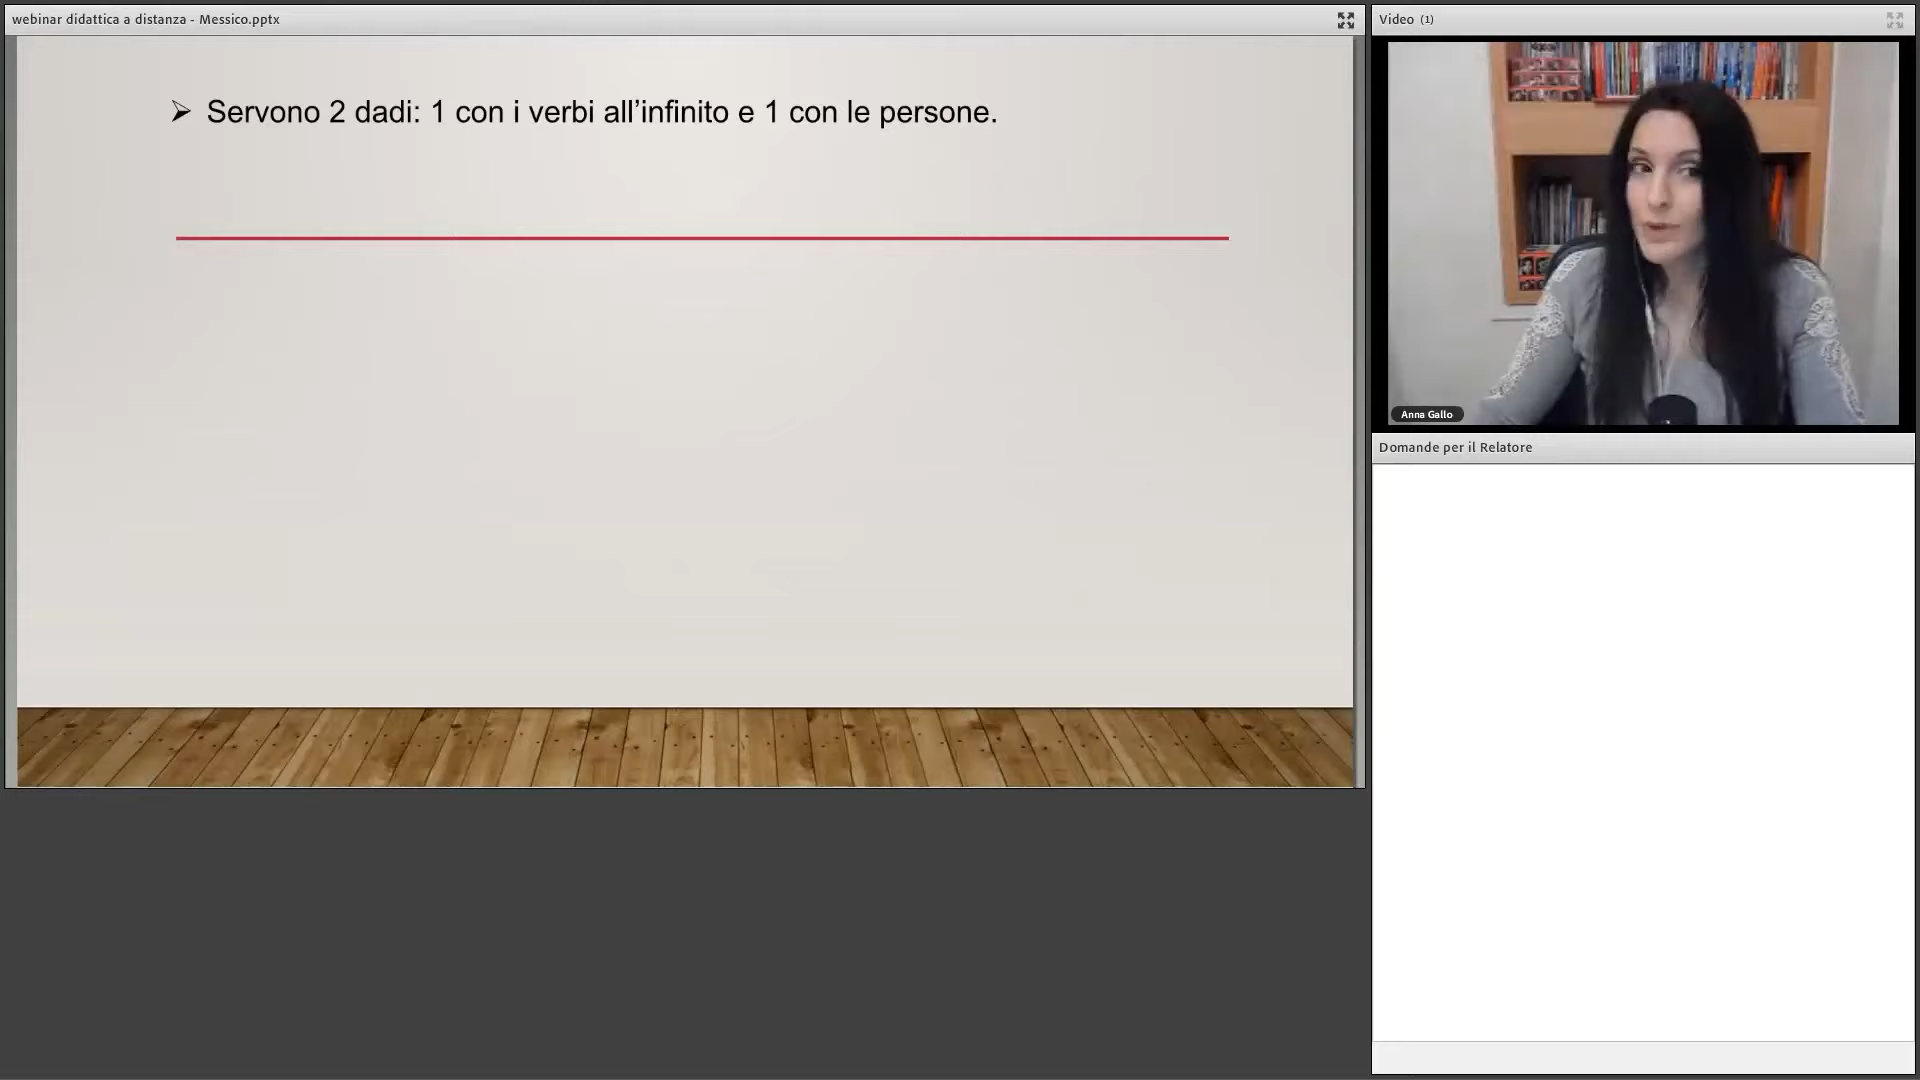 webinar didattica a distanza - Messico.pptx
➢ Servono 2 dadi: 1 con i verbi all’infinito e 1 con le persone.
Video (1)
Anna Gallo
Domande per il Relatore